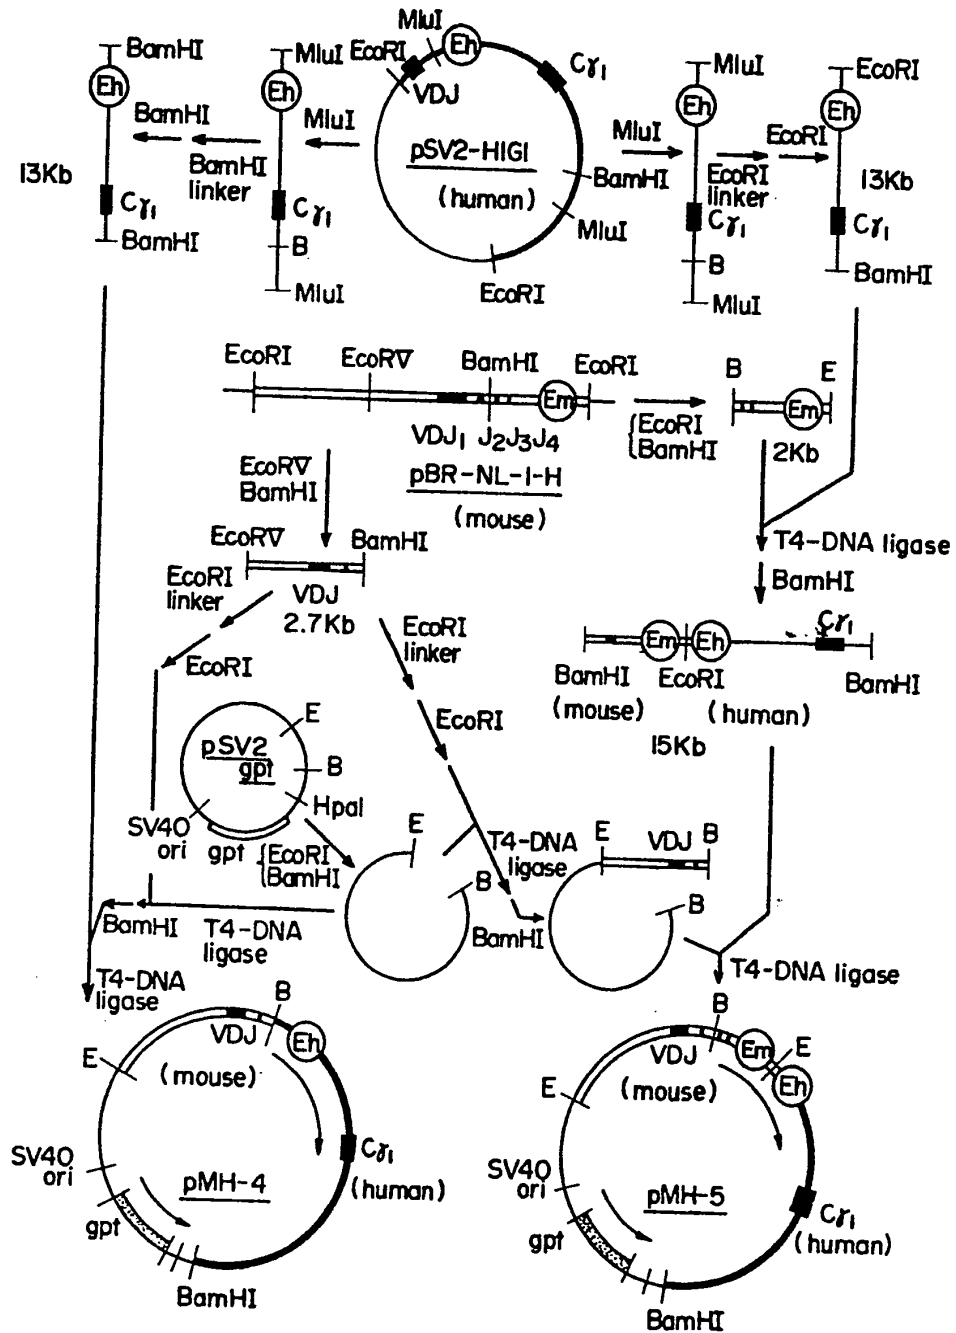 BamHI
Eh
BamHI
BamHI
linker
13Kb
Cγ1
BamHI
MluI
Eh
MluI
Cγ1
B
MluI
MluI
EcoRI
Eh
VDJ
Cγ1
pSV2-HIGI
(human)
BamHI
MluI
EcoRI
MluI
MluI
Eh
EcoRI
linker
Cγ1
B
MluI
EcoRI
EcoRI
Eh
13Kb
Cγ1
BamHI
EcoRI
EcoRV
BamHI
EcoRI
Em
VDJ1 J2J3J4
pBR-NL-1-H
(mouse)
{EcoRI
BamHI
B
E
Em
2Kb
EcoRV
BamHI
T4-DNA ligase
BamHI
EcoRV
BamHI
VDJ
2.7Kb
EcoRI
linker
EcoRI
EcoRI
linker
EcoRI
Em
Eh
Cγ1
BamHI
EcoRI
BamHI
(mouse)
(human)
15Kb
pSV2
gpt
E
B
HpaI
SV40
ori
gpt
{EcoRI
BamHI
E
B
T4-DNA
ligase
BamHI
E
VDJ
B
B
BamHI
T4-DNA
ligase
T4-DNA
ligase
T4-DNA ligase
B
VDJ
Eh
E
(mouse)
SV40
ori
pMH-4
Cγ1
(human)
gpt
BamHI
B
VDJ
Em
E
Eh
E
(mouse)
SV40
ori
pMH-5
Cγ1
(human)
gpt
BamHI